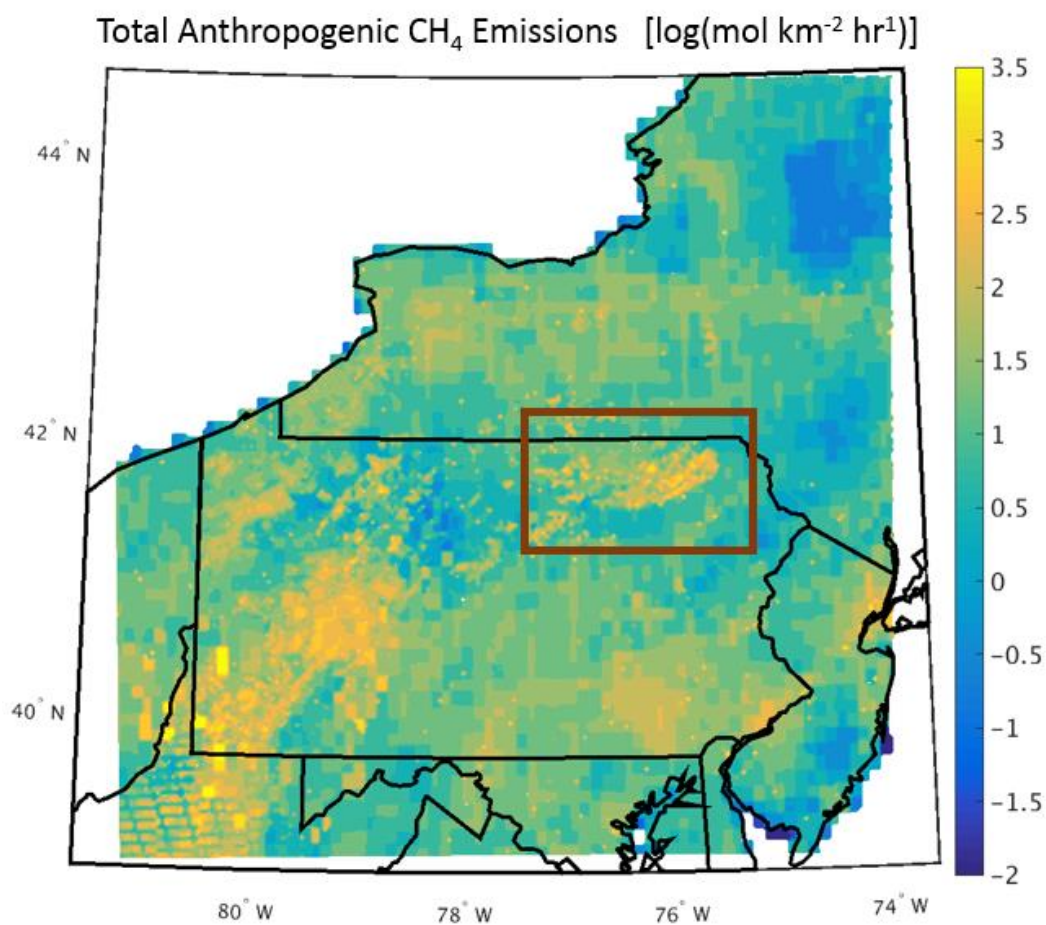 Total Anthropogenic CH₄ Emissions [log(mol km⁻² hr¹)]
3.5
3
44° N
2.5
2
1.5
42° N
1
0.5
0
-0.5
40° N
-1
-1.5
-2
80° W 78° W 76° W 74° W